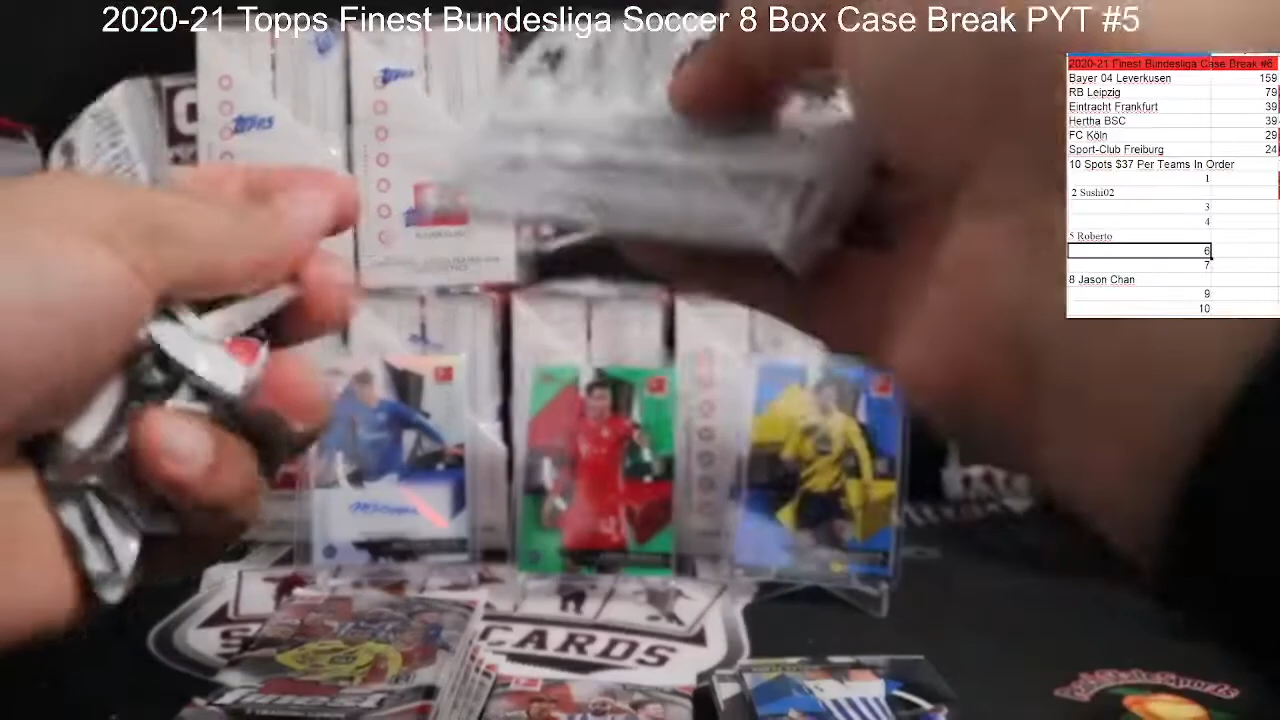 2020-21 Topps Finest Bundesliga Soccer 8 Box Case Break PYT #5
2020-21 Finest Bundesliga Case Break #6
Bayer 04 Leverkusen 159
RB Leipzig 79
Eintracht Frankfurt 39
Hertha BSC 39
FC Köln 29
Sport-Club Freiburg 24
10 Spots $37 Per Teams In Order
1
2 Sushi02
3
4
5 Roberto
6
7
8 Jason Chan
9
10
Topps
CARDS
finest